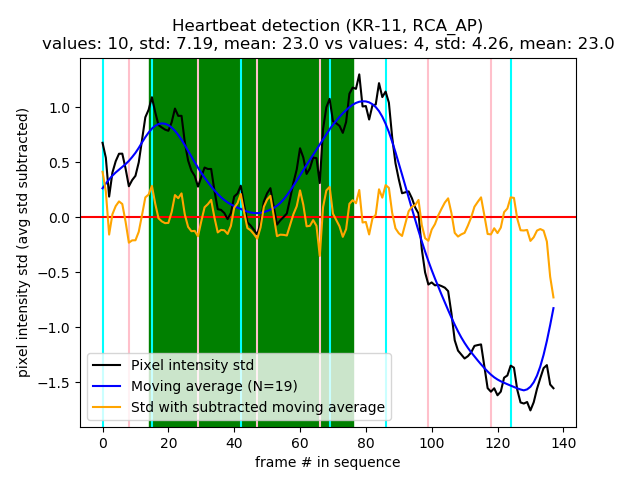 Heartbeat detection (KR-11, RCA_AP)
values: 10, std: 7.19, mean: 23.0 vs values: 4, std: 4.26, mean: 23.0
pixel intensity std (avg std subtracted)
1.0
0.5
0.0
−0.5
−1.0
−1.5
Pixel intensity std
Moving average (N=19)
Std with subtracted moving average
0 20 40 60 80 100 120 140
frame # in sequence